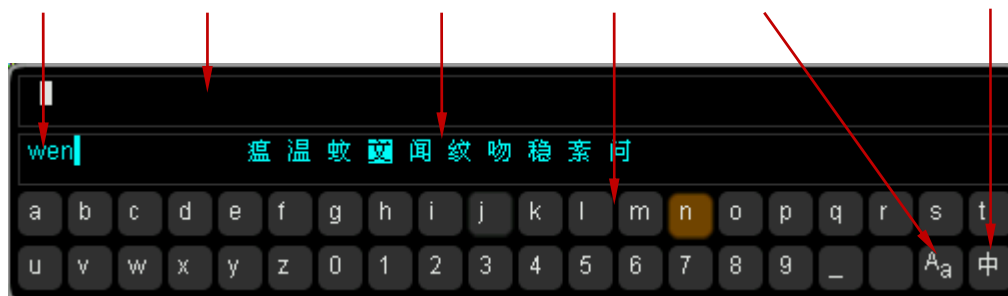 wen 瘟 温 蚊 文 闻 纹 吻 稳 紊 问
a b c d e f g h i j k l m n o p q r s t
u v w x y z 0 1 2 3 4 5 6 7 8 9 _ Aa 中